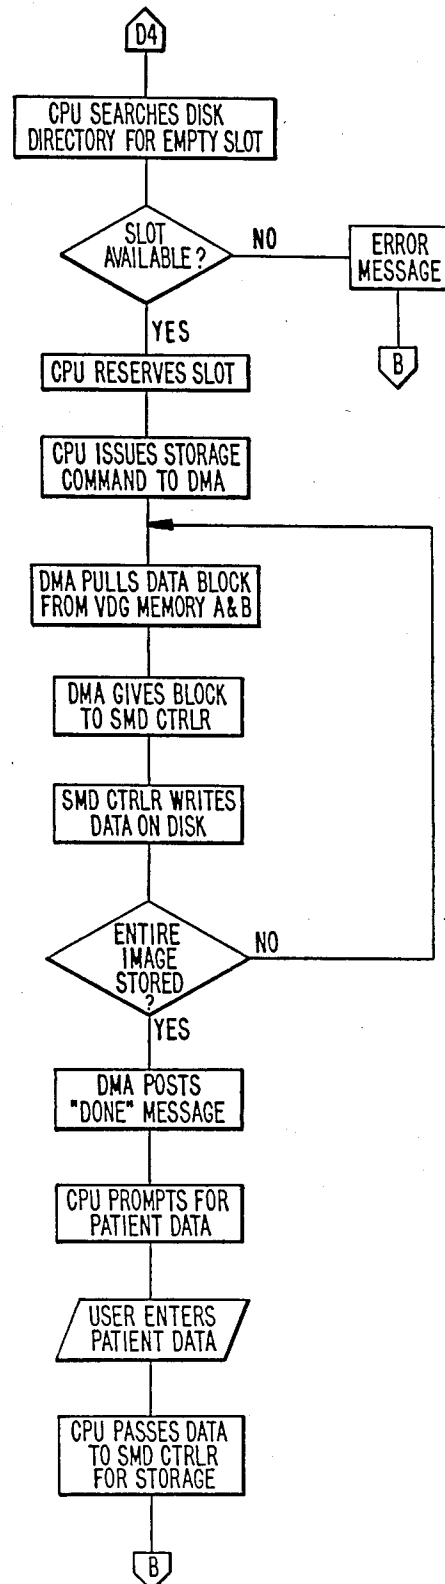 D4
CPU SEARCHES DISK
DIRECTORY FOR EMPTY SLOT
SLOT
AVAILABLE?
NO
ERROR
MESSAGE
B
YES
CPU RESERVES SLOT
CPU ISSUES STORAGE
COMMAND TO DMA
DMA PULLS DATA BLOCK
FROM VDG MEMORY A&B
DMA GIVES BLOCK
TO SMD CTRLR
SMD CTRLR WRITES
DATA ON DISK
ENTIRE
IMAGE
STORED
?
NO
YES
DMA POSTS
"DONE" MESSAGE
CPU PROMPTS FOR
PATIENT DATA
USER ENTERS
PATIENT DATA
CPU PASSES DATA
TO SMD CTRLR
FOR STORAGE
B